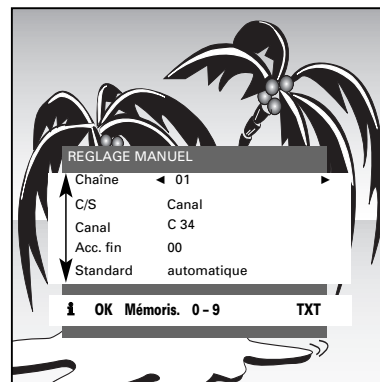 REGLAGE MANUEL
Chaîne ◄ 01 ►
C/S Canal
Canal C 34
Acc. fin 00
Standard automatique
i OK Mémoris. 0 – 9 TXT